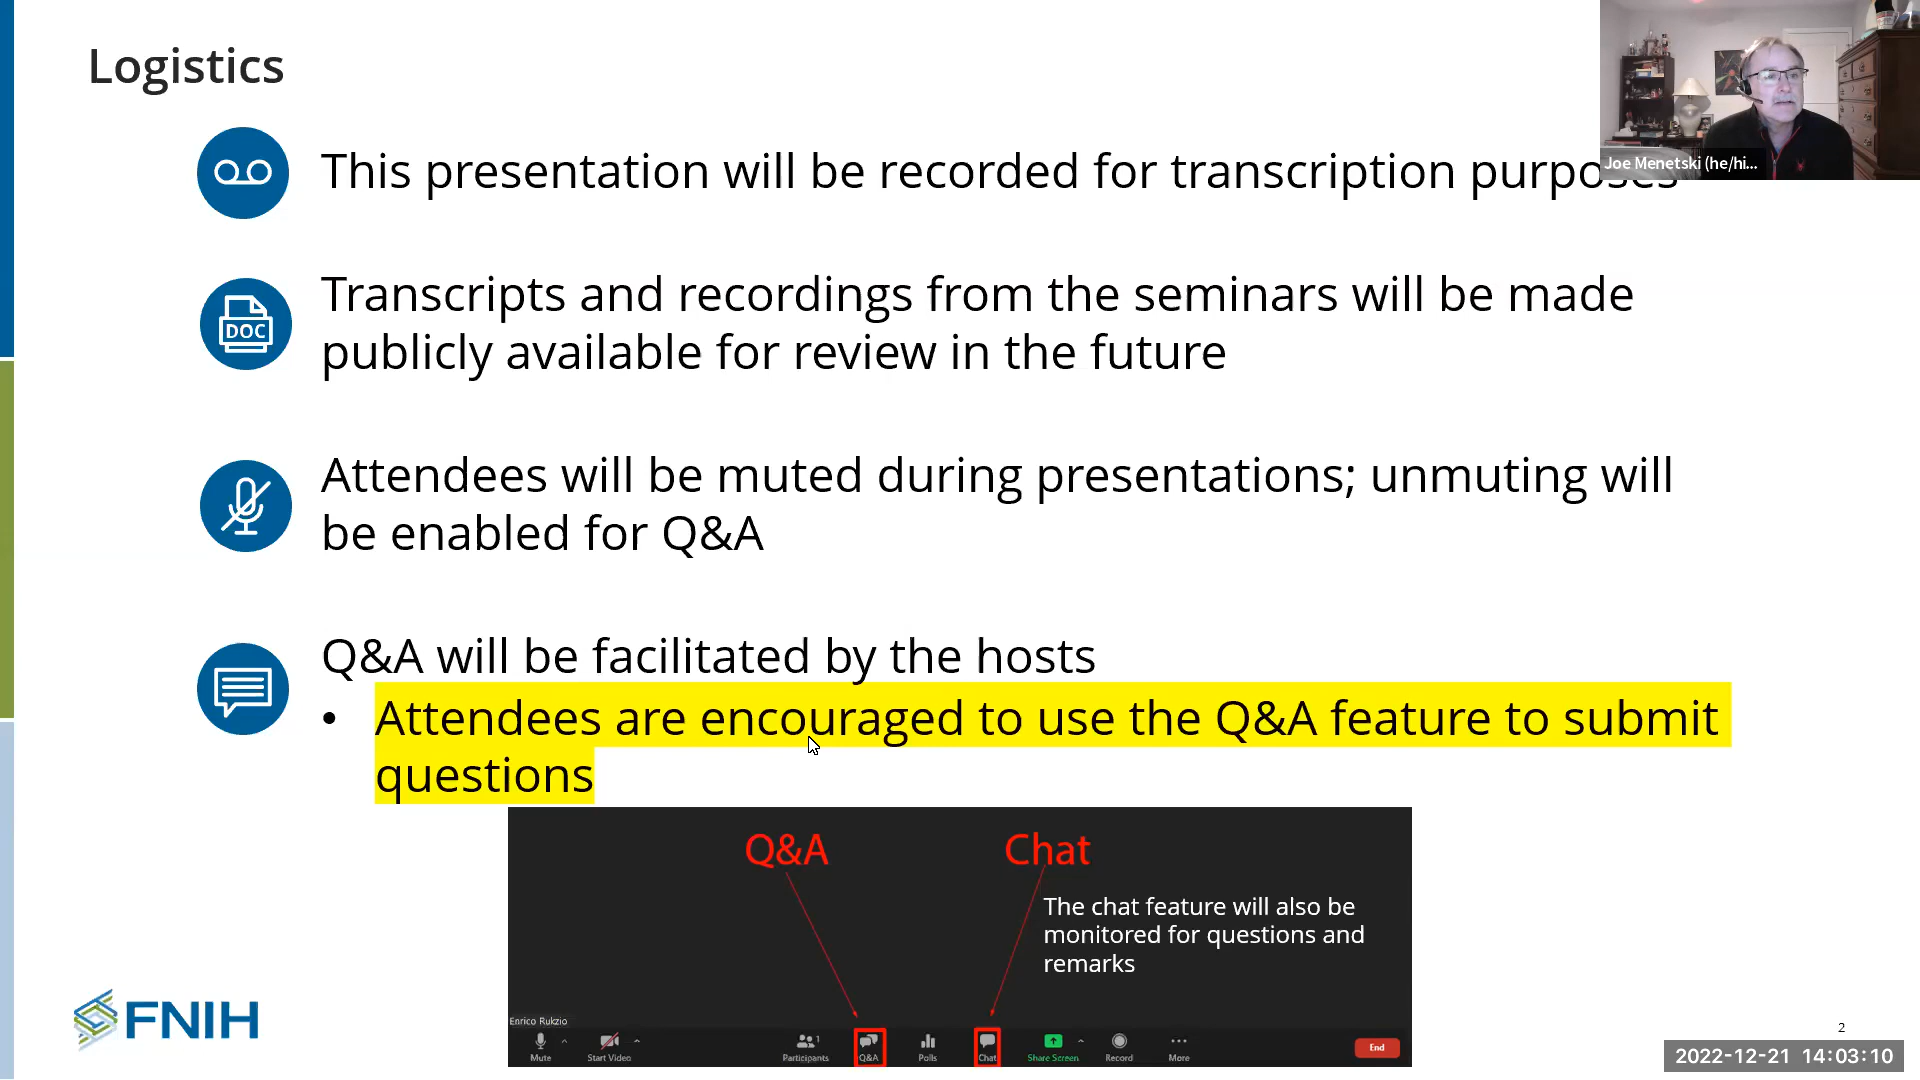 Logistics
This presentation will be recorded for transcription purposes
Joe Menetski (he/hi...
Transcripts and recordings from the seminars will be made
publicly available for review in the future
DOC
Attendees will be muted during presentations; unmuting will
be enabled for Q&A
Q&A will be facilitated by the hosts
• Attendees are encouraged to use the Q&A feature to submit
questions
Q&A
Chat
The chat feature will also be
monitored for questions and
remarks
Enrico Rukzio
Mute
Start Video
1
Participants
Q&A
Polls
Chat
Share Screen
Record
More
End
FNIH
2
2022-12-21 14:03:10